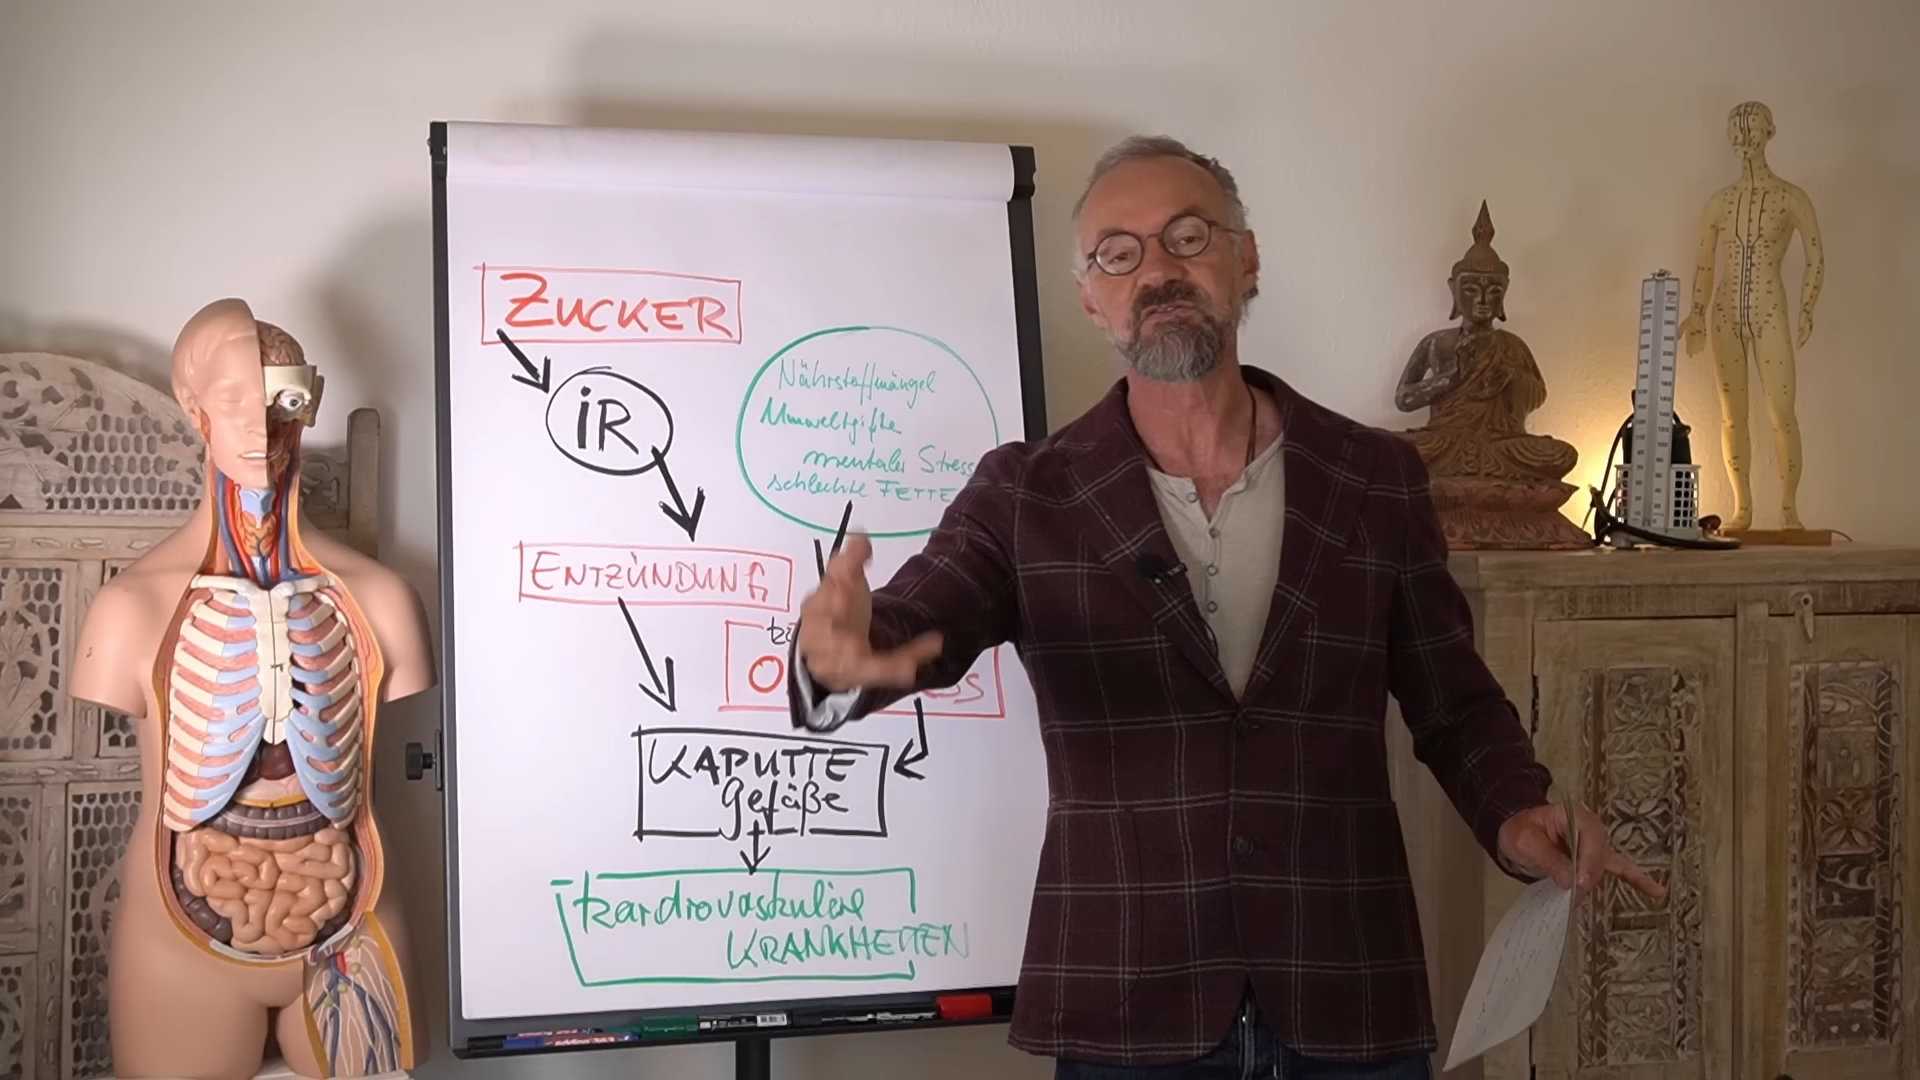 ZUCKER
iR
Nährstoffmängel
Umweltgifte
mentaler Stress
schlechte FETTE
ENTZÜNDUNG
KAPUTTE
Gefäße
kardiovaskuläre
KRANKHEITEN